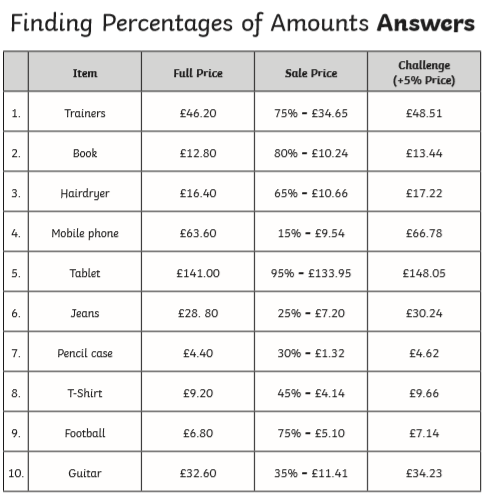 Finding Percentages of Amounts Answers
Item Full Price Sale Price Challenge
(+5% Price)
1. Trainers £46.20 75% - £34.65 £48.51
2. Book £12.80 80% - £10.24 £13.44
3. Hairdryer £16.40 65% - £10.66 £17.22
4. Mobile phone £63.60 15% - £9.54 £66.78
5. Tablet £141.00 95% - £133.95 £148.05
6. Jeans £28. 80 25% - £7.20 £30.24
7. Pencil case £4.40 30% - £1.32 £4.62
8. T-Shirt £9.20 45% - £4.14 £9.66
9. Football £6.80 75% - £5.10 £7.14
10. Guitar £32.60 35% - £11.41 £34.23